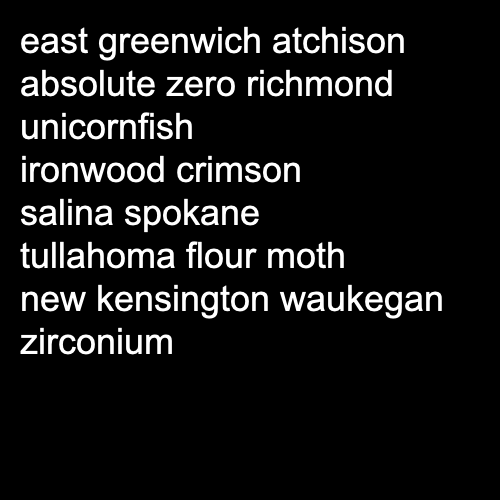 east greenwich atchison
absolute zero richmond
unicornfish
ironwood crimson
salina spokane
tullahoma flour moth
new kensington waukegan
zirconium